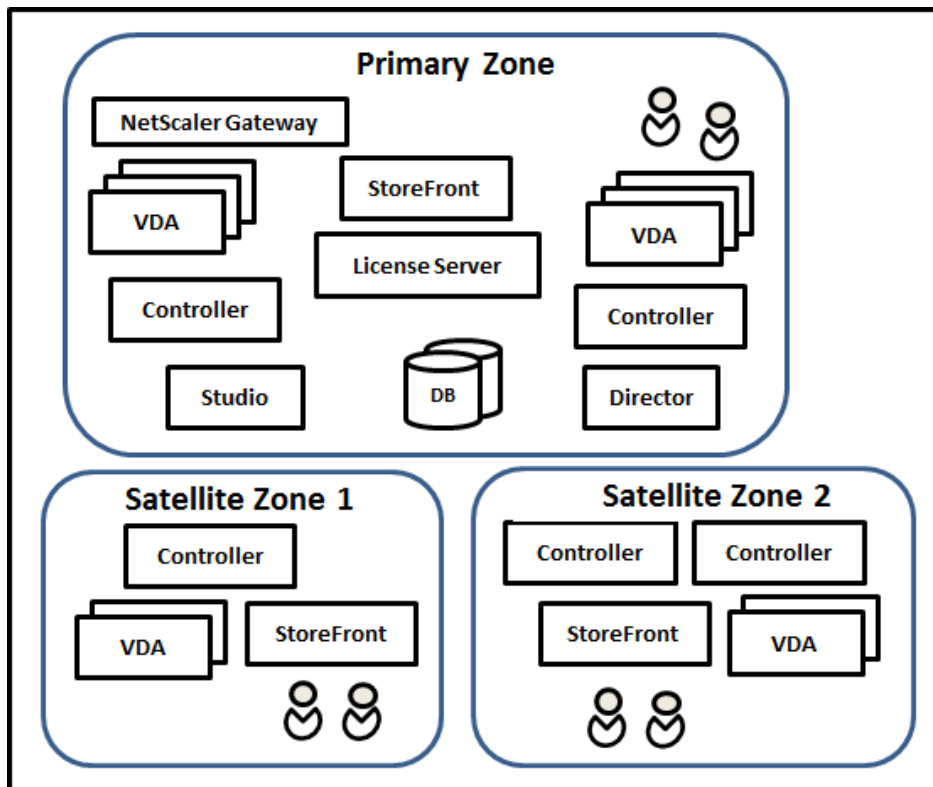 Primary Zone
NetScaler Gateway
StoreFront
VDA
VDA
License Server
Controller
Controller
Studio
DB
Director
Satellite Zone 1
Controller
VDA
StoreFront
Satellite Zone 2
Controller
Controller
StoreFront
VDA